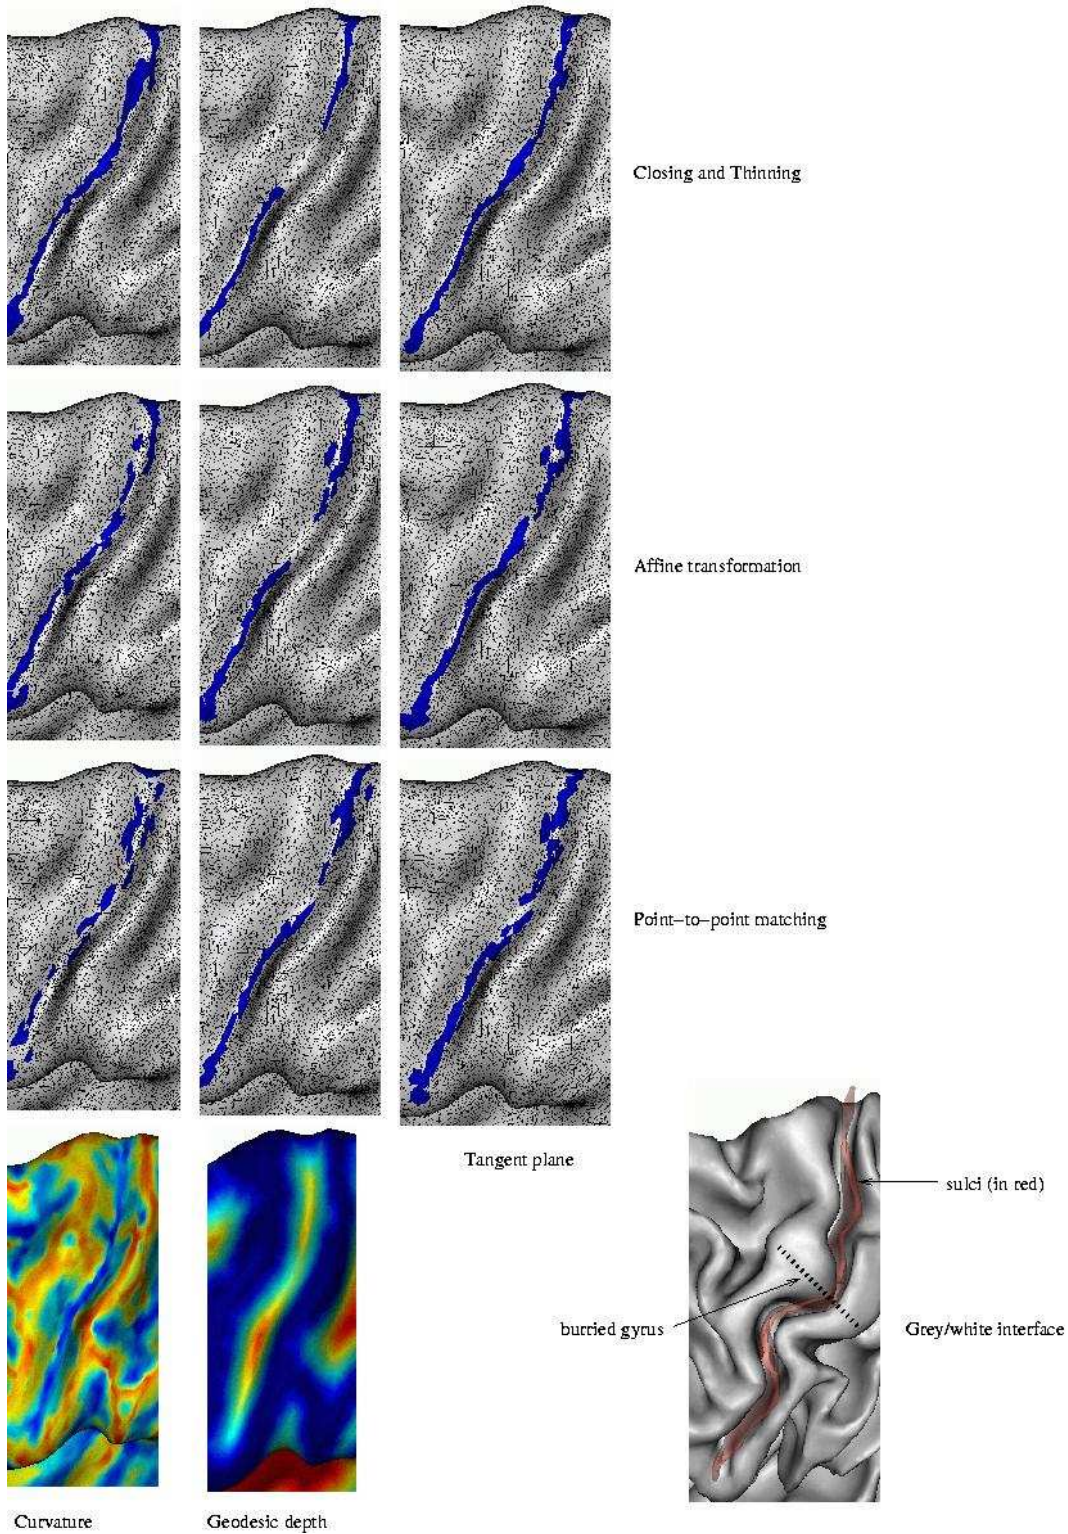 Closing and Thinning
Affine transformation
Point-to-point matching
Tangent plane
sulci (in red)
burried gyrus
Grey/white interface
Curvature
Geodesic depth